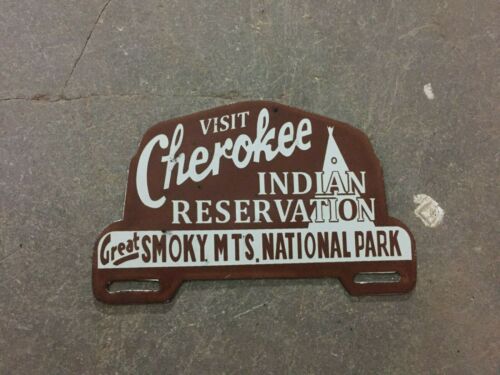 VISIT
Cherokee
INDIAN
RESERVATION
Great SMOKY MTS. NATIONAL PARK